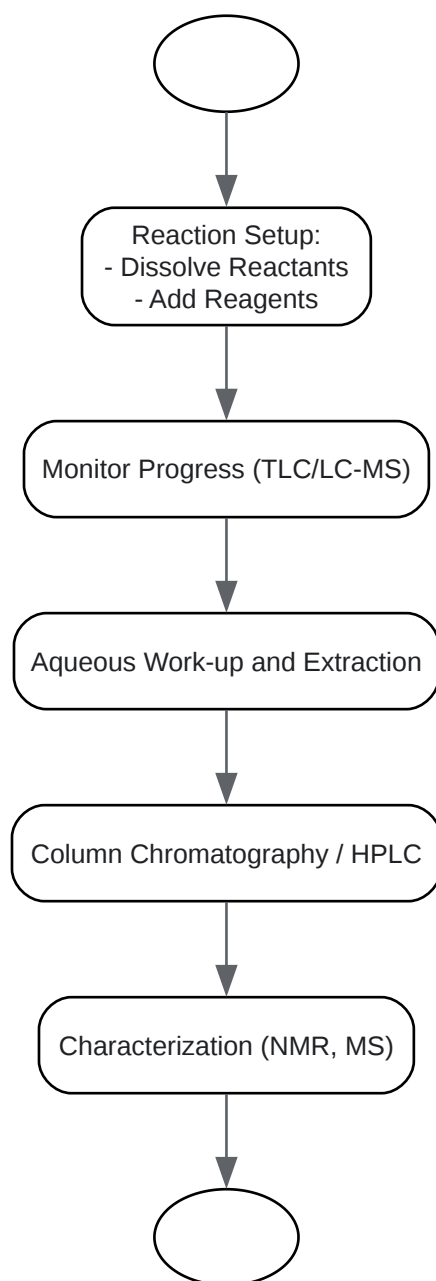 Reaction Setup:
- Dissolve Reactants
- Add Reagents
Monitor Progress (TLC/LC-MS)
Aqueous Work-up and Extraction
Column Chromatography / HPLC
Characterization (NMR, MS)